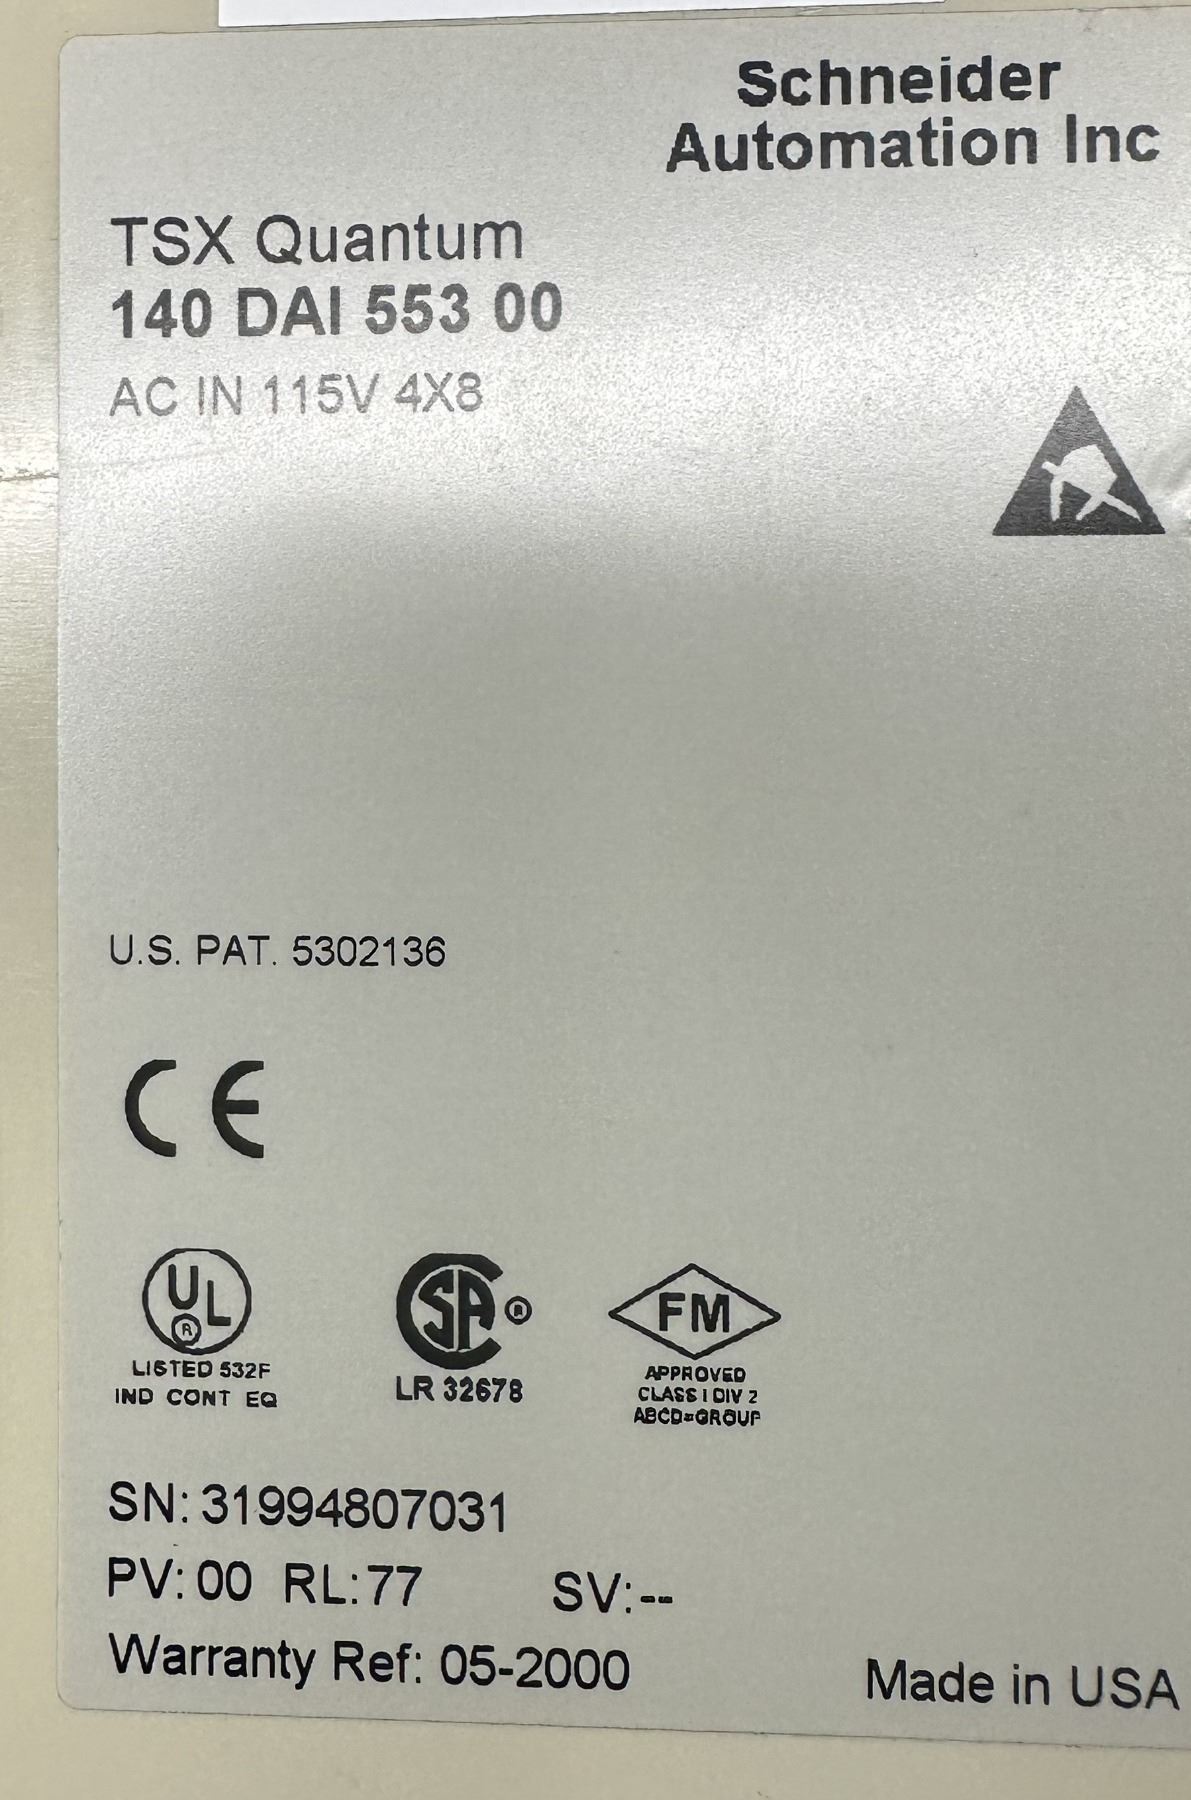 Schneider
Automation Inc
TSX Quantum
140 DAI 553 00
AC IN 115V 4X8
U.S. PAT. 5302136
CE
UL ®
LISTED 532F
IND CONT EQ
SA ®
LR 32678
FM
APPROVED
CLASS I DIV 2
ABCD=GROUP
SN: 31994807031
PV: 00 RL: 77 SV:--
Warranty Ref: 05-2000
Made in USA